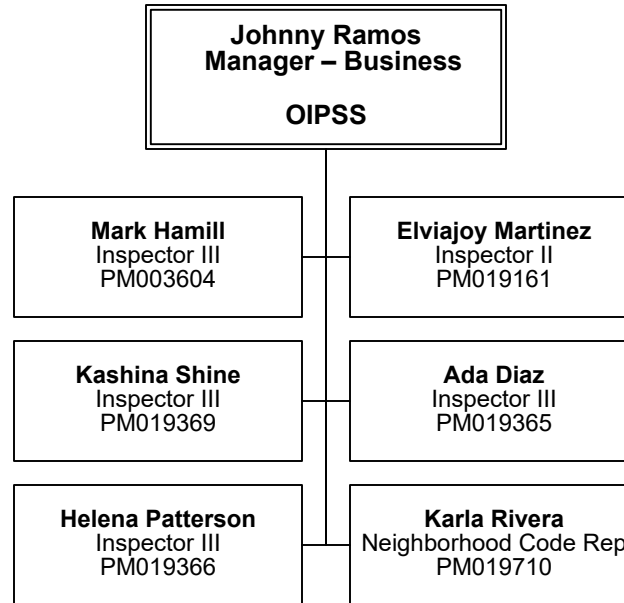 Johnny Ramos
Manager – Business
OIPSS
Mark Hamill
Inspector III
PM003604
Elviajoy Martinez
Inspector II
PM019161
Kashina Shine
Inspector III
PM019369
Ada Diaz
Inspector III
PM019365
Helena Patterson
Inspector III
PM019366
Karla Rivera
Neighborhood Code Rep
PM019710